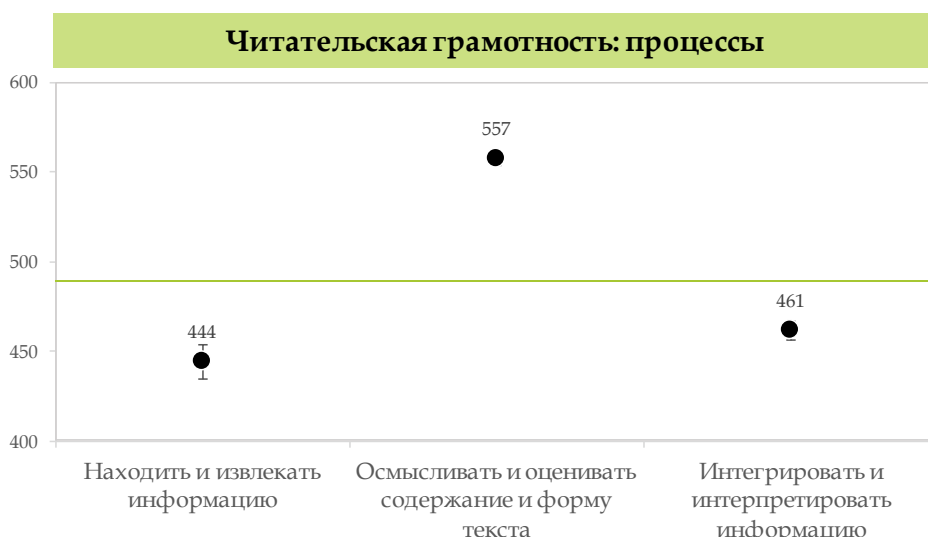 Читательская грамотность: процессы
600
550
500
450
400
557
461
444
Находить и извлекать
информацию
Осмысливать и оценивать
содержание и форму
текста
Интегрировать и
интерпретировать
информацию